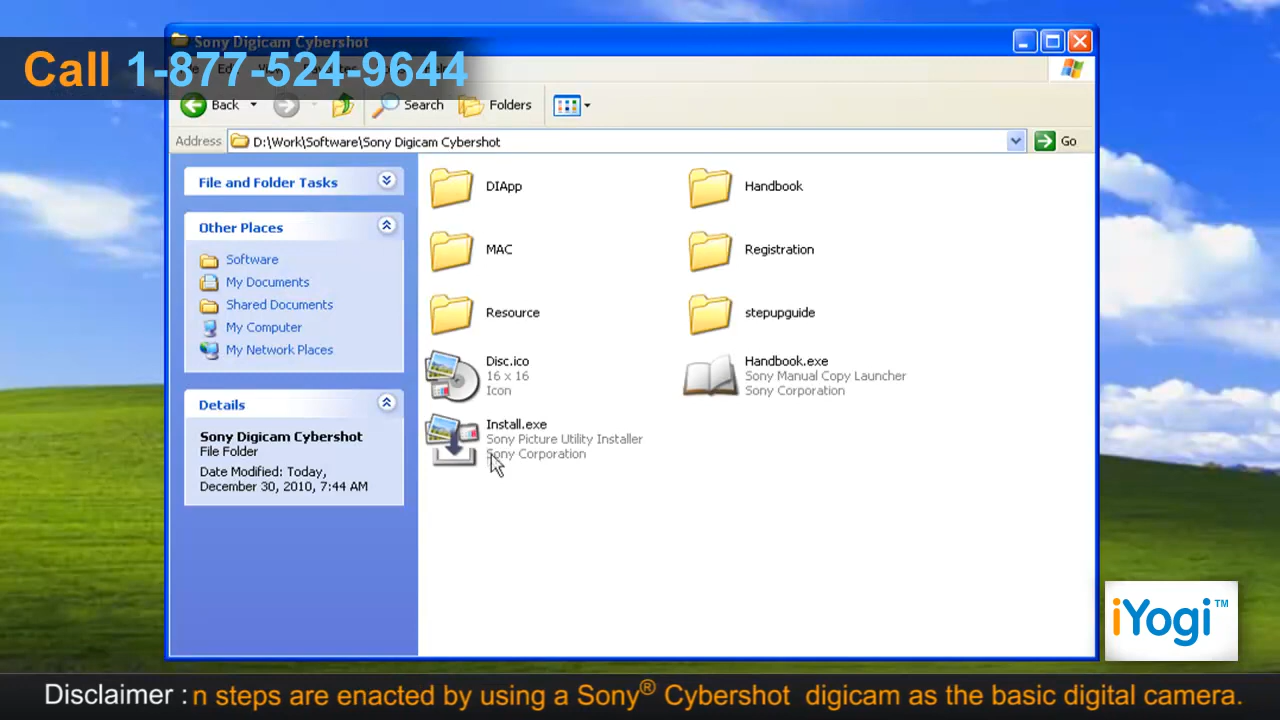 Sony Digicam Cybershot
Call 1-877-524-9644
Back
Search
Folders
Address
D:\Work\Software\Sony Digicam Cybershot
Go
File and Folder Tasks
Other Places
Software
My Documents
Shared Documents
My Computer
My Network Places
Details
Sony Digicam Cybershot
File Folder
Date Modified: Today,
December 30, 2010, 7:44 AM
DIApp
Handbook
MAC
Registration
Resource
stepupguide
Disc.ico
16 x 16
Icon
Handbook.exe
Sony Manual Copy Launcher
Sony Corporation
Install.exe
Sony Picture Utility Installer
Sony Corporation
iYogi™
Disclaimer : n steps are enacted by using a Sony® Cybershot digicam as the basic digital camera.